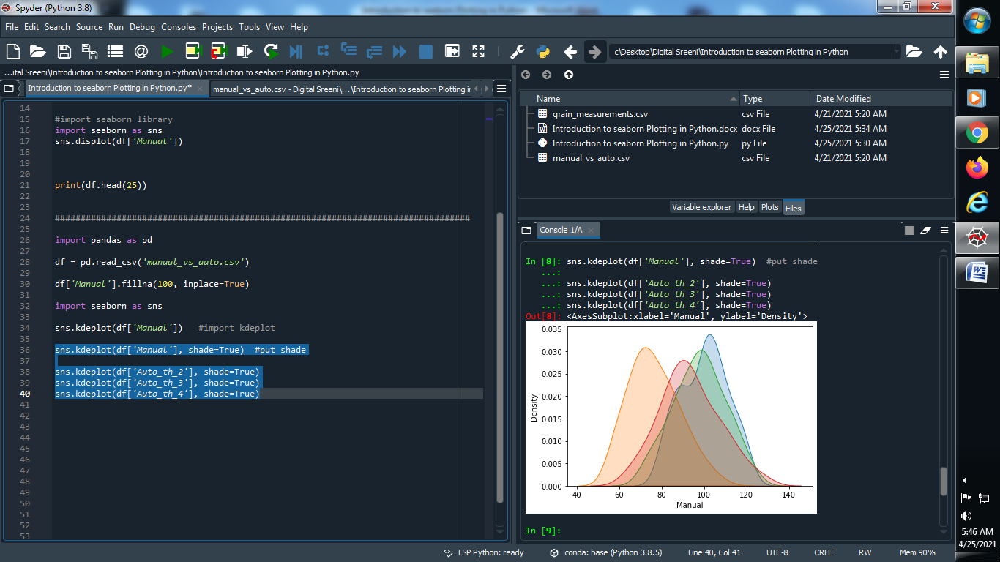 Spyder (Python 3.8)
File Edit Search Source Run Debug Consoles Projects Tools View Help
c\Desktop\Digital Sreeni\Introduction to seaborn Plotting in Python
...ital Sreeni\Introduction to seaborn Plotting in Python\Introduction to seaborn Plotting in Python.py
Introduction to seaborn Plotting in Python.py*
manual_vs_auto.csv - Digital Sreeni\...\Introduction to seaborn Plotting ir
14
15 #import seaborn library
16 import seaborn as sns
17 sns.displot(df['Manual'])
18
19
20
21 print(df.head(25))
22
23
24 #################################################################################
25
26 import pandas as pd
27
28 df = pd.read_csv('manual_vs_auto.csv')
29
30 df['Manual'].fillna(100, inplace=True)
31
32 import seaborn as sns
33
34 sns.kdeplot(df['Manual']) #import kdeplot
35
36 sns.kdeplot(df['Manual'], shade=True) #put shade
37
38 sns.kdeplot(df['Auto_th_2'], shade=True)
39 sns.kdeplot(df['Auto_th_3'], shade=True)
40 sns.kdeplot(df['Auto_th_4'], shade=True)
41
42
43
44
45
46
47
48
49
50
51
52
53
Name Type Date Modified
grain_measurements.csv csv File 4/21/2021 5:20 AM
Introduction to seaborn Plotting in Python.docx docx File 4/25/2021 5:34 AM
Introduction to seaborn Plotting in Python.py py File 4/25/2021 5:30 AM
manual_vs_auto.csv csv File 4/21/2021 5:20 AM
Variable explorer Help Plots Files
Console 1/A
In [8]: sns.kdeplot(df['Manual'], shade=True) #put shade
...:
...: sns.kdeplot(df['Auto_th_2'], shade=True)
...: sns.kdeplot(df['Auto_th_3'], shade=True)
...: sns.kdeplot(df['Auto_th_4'], shade=True)
Out[8]: <AxesSubplot:xlabel='Manual', ylabel='Density'>
0.035
0.030
0.025
0.020
0.015
0.010
0.005
0.000
Density
40 60 80 100 120 140
Manual
In [9]:
LSP Python: ready conda: base (Python 3.8.5) Line 40, Col 41 UTF-8 CRLF RW Mem 90%
5:46 AM
4/25/2021